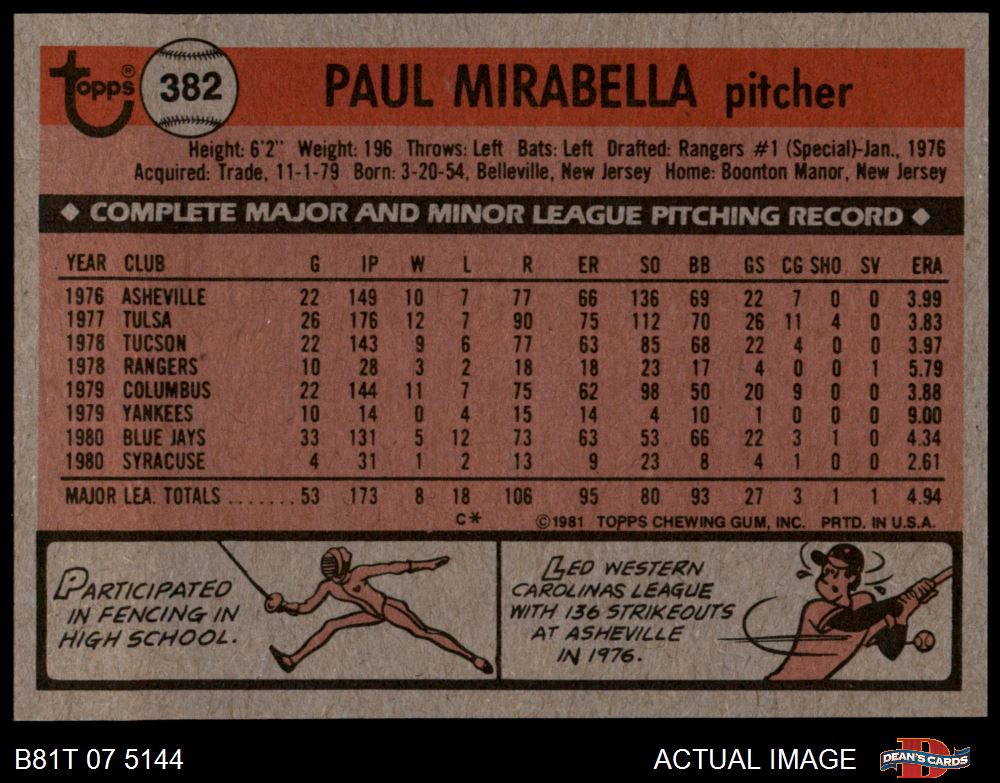 topps® 382 PAUL MIRABELLA pitcher
Height: 6'2" Weight: 196 Throws: Left Bats: Left Drafted: Rangers #1 (Special)-Jan., 1976
Acquired: Trade, 11-1-79 Born: 3-20-54, Belleville, New Jersey Home: Boonton Manor, New Jersey
◆ COMPLETE MAJOR AND MINOR LEAGUE PITCHING RECORD ◆
YEAR CLUB G IP W L R ER SO BB GS CG SHO SV ERA
1976 ASHEVILLE 22 149 10 7 77 66 136 69 22 7 0 0 3.99
1977 TULSA 26 176 12 7 90 75 112 70 26 11 4 0 3.83
1978 TUCSON 22 143 9 6 77 63 85 68 22 4 0 0 3.97
1978 RANGERS 10 28 3 2 18 18 23 17 4 0 0 1 5.79
1979 COLUMBUS 22 144 11 7 75 62 98 50 20 9 0 0 3.88
1979 YANKEES 10 14 0 4 15 14 4 10 1 0 0 0 9.00
1980 BLUE JAYS 33 131 5 12 73 63 53 66 22 3 1 0 4.34
1980 SYRACUSE 4 31 1 2 13 9 23 8 4 1 0 0 2.61
MAJOR LEA. TOTALS ....... 53 173 8 18 106 95 80 93 27 3 1 1 4.94
C* ©1981 TOPPS CHEWING GUM, INC. PRTD. IN U.S.A.
PARTICIPATED
IN FENCING IN
HIGH SCHOOL.
LED WESTERN
CAROLINAS LEAGUE
WITH 136 STRIKEOUTS
AT ASHEVILLE
IN 1976.
B81T 07 5144 ACTUAL IMAGE DEAN'S CARDS